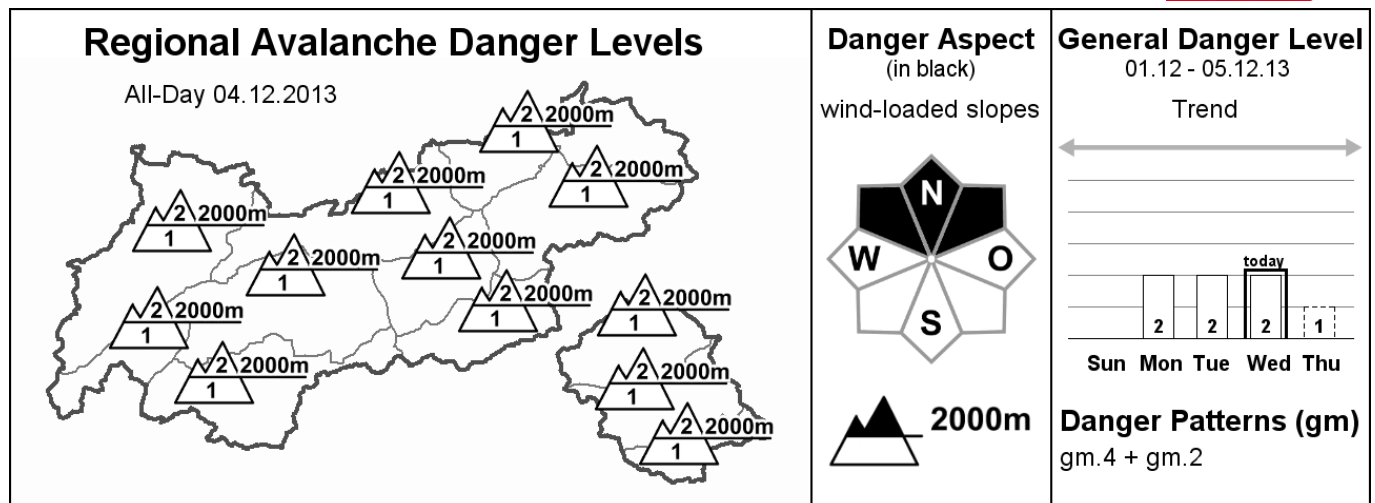 Regional Avalanche Danger Levels
All-Day 04.12.2013
2 2000m
1
2 2000m
1
2 2000m
1
2 2000m
1
2 2000m
1
2 2000m
1
2 2000m
1
2 2000m
1
2 2000m
1
2 2000m
1
2 2000m
1
2 2000m
1
Danger Aspect
(in black)
wind-loaded slopes
N
W O
S
2000m
General Danger Level
01.12 - 05.12.13
Trend
today
2 2 2 1
Sun Mon Tue Wed Thu
Danger Patterns (gm)
gm.4 + gm.2